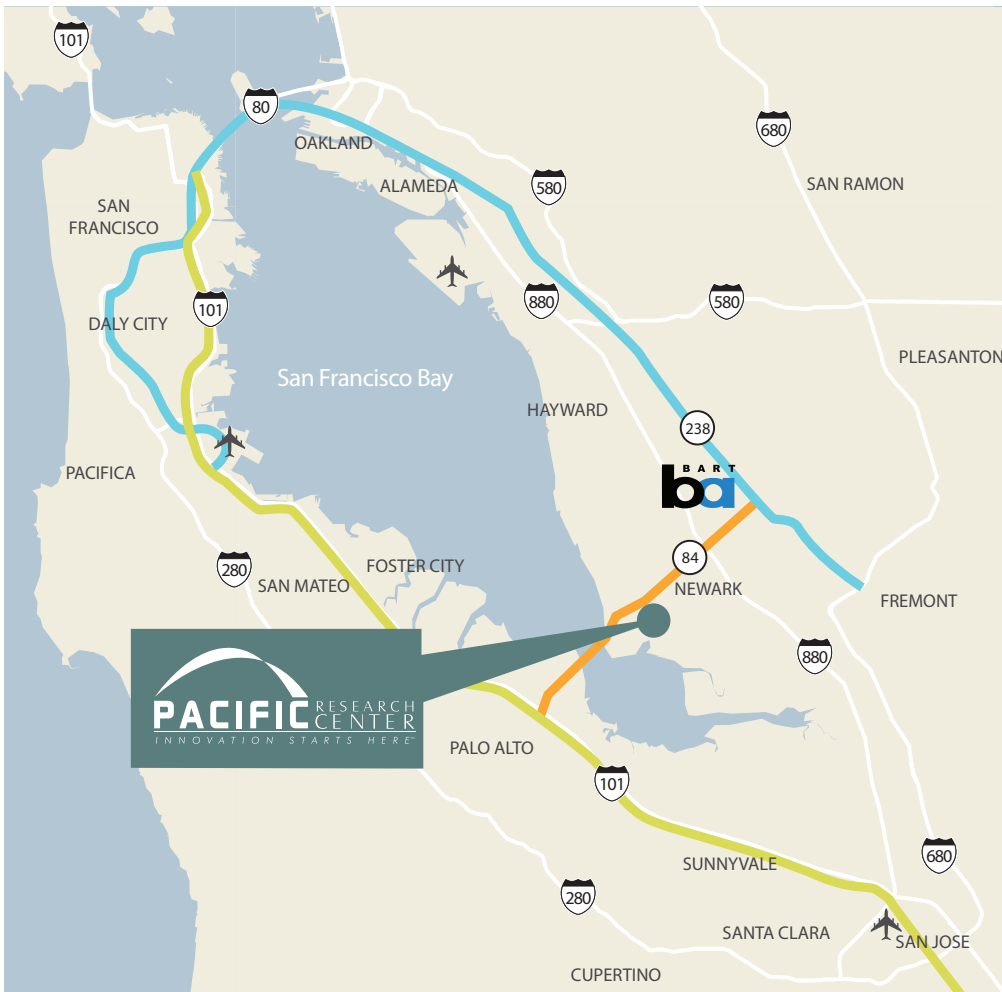 101
80
OAKLAND
680
580
ALAMEDA
SAN RAMON
SAN
FRANCISCO
880
580
101
DALY CITY
PLEASANTON
San Francisco Bay
HAYWARD
238
PACIFICA
BART
ba
84
280
FOSTER CITY
SAN MATEO
NEWARK
FREMONT
880
PACIFIC RESEARCH
CENTER
INNOVATION STARTS HERE™
PALO ALTO
101
680
SUNNYVALE
280
SANTA CLARA
SAN JOSE
CUPERTINO